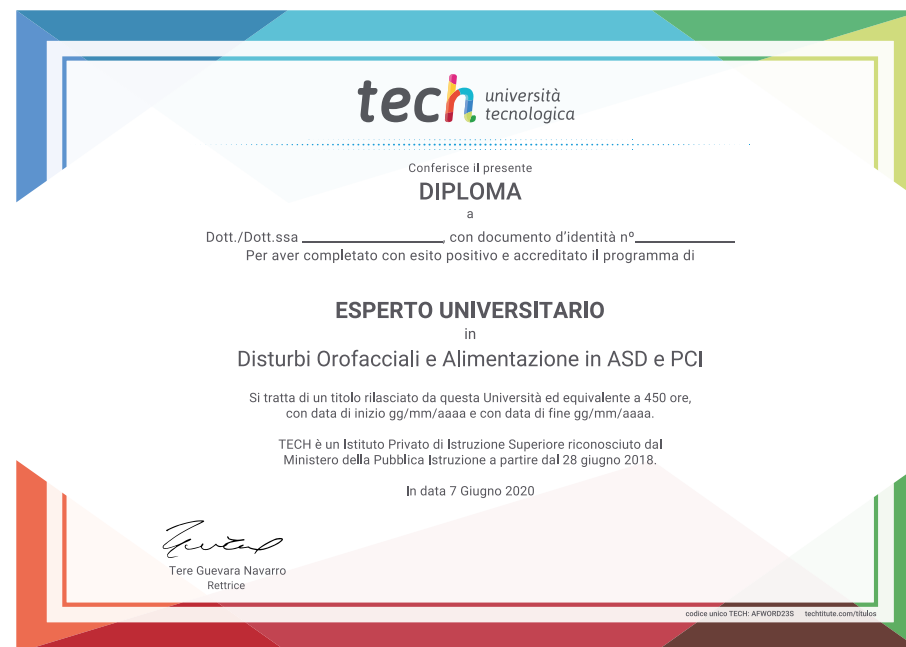 tech università
tecnologica
Conferisce il presente
DIPLOMA
a
Dott./Dott.ssa ________________, con documento d'identità nº____________
Per aver completato con esito positivo e accreditato il programma di
ESPERTO UNIVERSITARIO
in
Disturbi Orofacciali e Alimentazione in ASD e PCI
Si tratta di un titolo rilasciato da questa Università ed equivalente a 450 ore,
con data di inizio gg/mm/aaaa e con data di fine gg/mm/aaaa.
TECH è un Istituto Privato di Istruzione Superiore riconosciuto dal
Ministero della Pubblica Istruzione a partire dal 28 giugno 2018.
In data 7 Giugno 2020
Tere Guevara Navarro
Rettrice
codice unico TECH: AFWORD23S techtitute.com/titulos